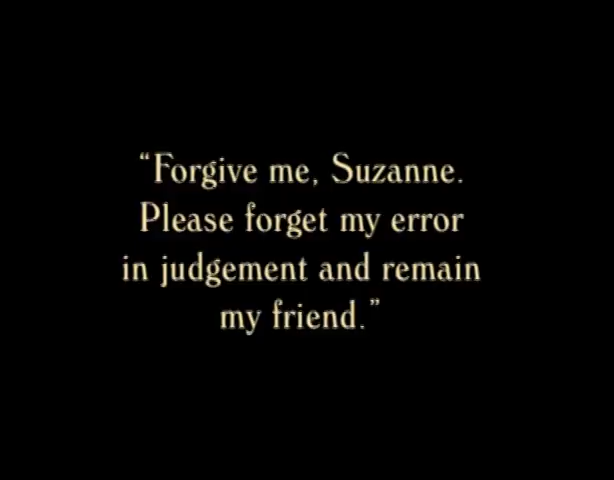 “Forgive me, Suzanne.
Please forget my error
in judgement and remain
my friend.”